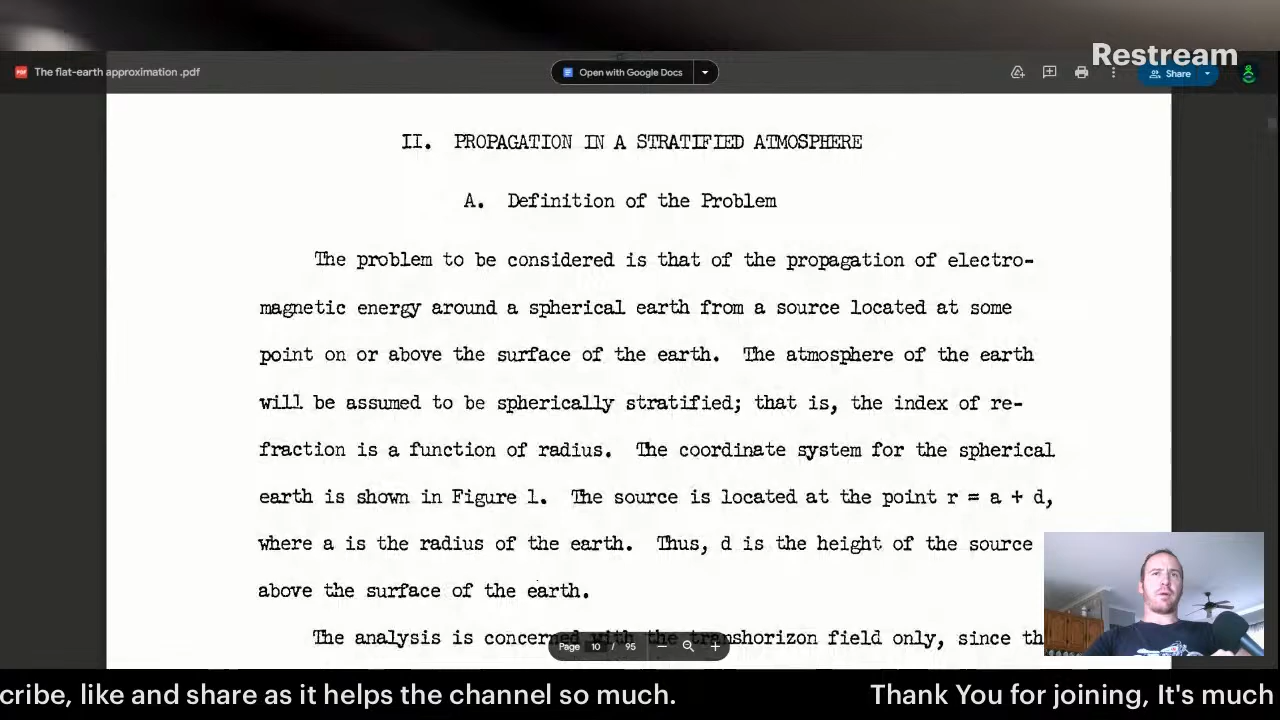 Restream
The flat-earth approximation .pdf
Open with Google Docs
Share
II. PROPAGATION IN A STRATIFIED ATMOSPHERE
A. Definition of the Problem
The problem to be considered is that of the propagation of electro-
magnetic energy around a spherical earth from a source located at some
point on or above the surface of the earth. The atmosphere of the earth
will be assumed to be spherically stratified; that is, the index of re-
fraction is a function of radius. The coordinate system for the spherical
earth is shown in Figure 1. The source is located at the point r = a + d,
where a is the radius of the earth. Thus, d is the height of the source
above the surface of the earth.
The analysis is concerned with the transhorizon field only, since th
Page 10 / 95
cribe, like and share as it helps the channel so much. Thank You for joining, It's much